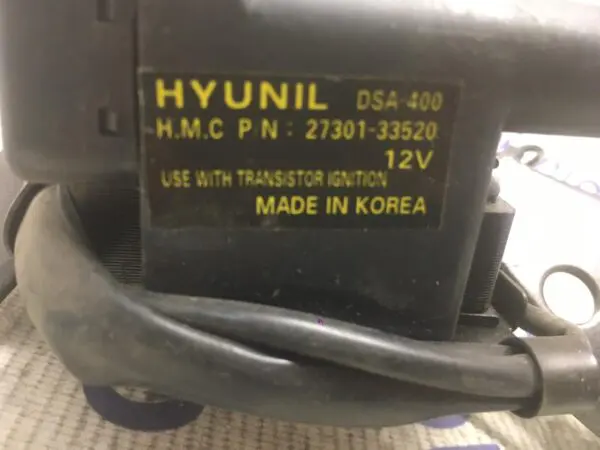 HYUNIL DSA-400
H.M.C P/N : 27301-33520
12V
USE WITH TRANSISTOR IGNITION
MADE IN KOREA